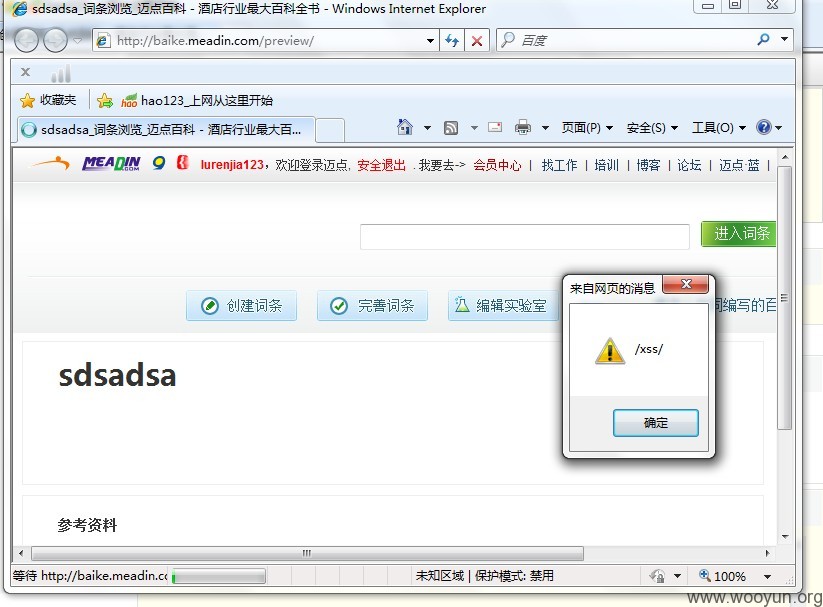 sdsadsa_词条浏览_迈点百科 - 酒店行业最大百科全书 - Windows Internet Explorer
http://baike.meadin.com/preview/
百度
收藏夹 hao hao123_上网从这里开始
sdsadsa_词条浏览_迈点百科 - 酒店行业最大百...
页面(P) 安全(S) 工具(O)
MEADIN .COM lurenjia123，欢迎登录迈点, 安全退出 . 我要去-> 会员中心 | 找工作 | 培训 | 博客 | 论坛 | 迈点·蓝 |
进入词条
来自网页的消息
创建词条 完善词条 编辑实验室 词编写的百
/xss/
sdsadsa
确定
参考资料
等待 http://baike.meadin.co 未知区域 | 保护模式: 禁用 100%
www.wooyun.org